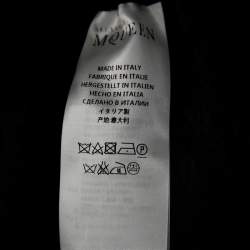 MQUEEN
MADE IN ITALY
FABRIQUE EN ITALIE
HERGESTELLT IN ITALIEN
HECHO EN ITALIA
СДЕЛАНО В ИТАЛИИ
イタリア製
产地 意大利